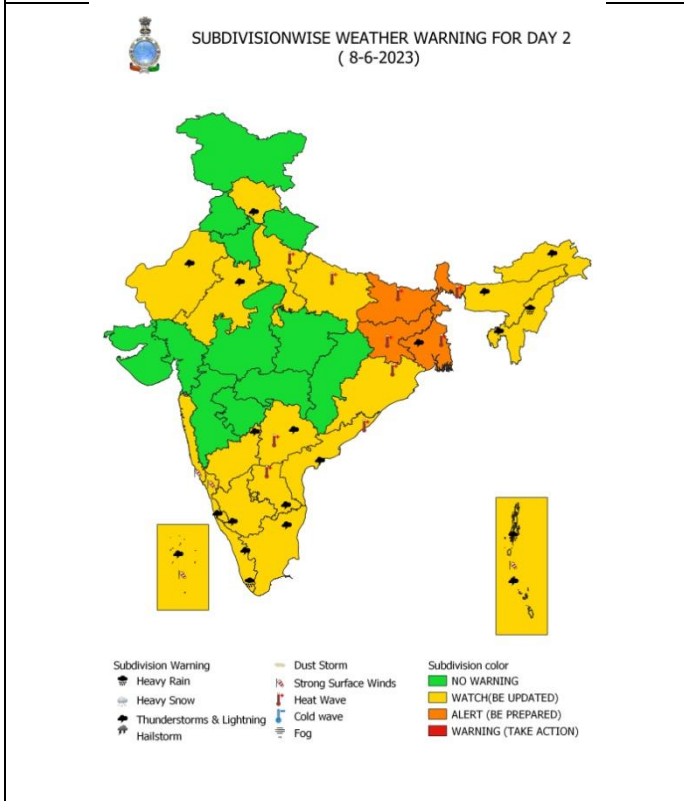 SUBDIVISIONWISE WEATHER WARNING FOR DAY 2
( 8-6-2023)
Subdivision Warning
Heavy Rain
Heavy Snow
Thunderstorms & Lightning
Hailstorm
Dust Storm
Strong Surface Winds
Heat Wave
Cold wave
Fog
Subdivision color
NO WARNING
WATCH(BE UPDATED)
ALERT (BE PREPARED)
WARNING (TAKE ACTION)